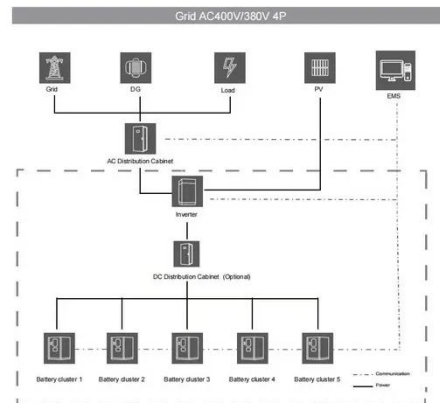 Grid AC400V/380V 4P
Grid
DG
Load
PV
EMS
AC Distribution Cabinet
Inverter
DC Distribution Cabinet (Optional)
Battery cluster 1
Battery cluster 2
Battery cluster 3
Battery cluster 4
Battery cluster 5
Communication
Power